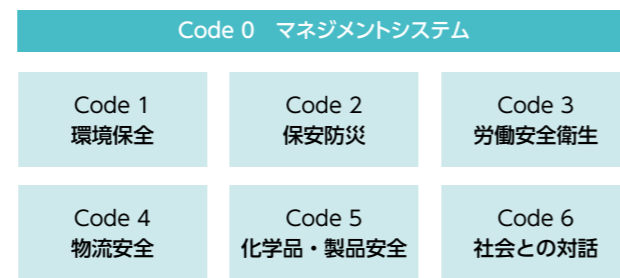 Code 0　マネジメントシステム
Code 1
環境保全
Code 2
保安防災
Code 3
労働安全衛生
Code 4
物流安全
Code 5
化学品・製品安全
Code 6
社会との対話